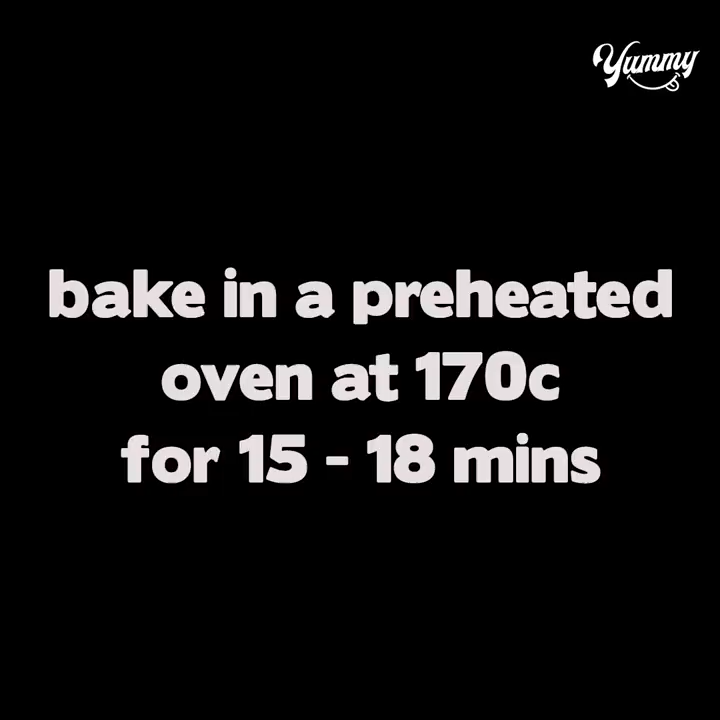 Yummy
bake in a preheated
oven at 170c
for 15 - 18 mins